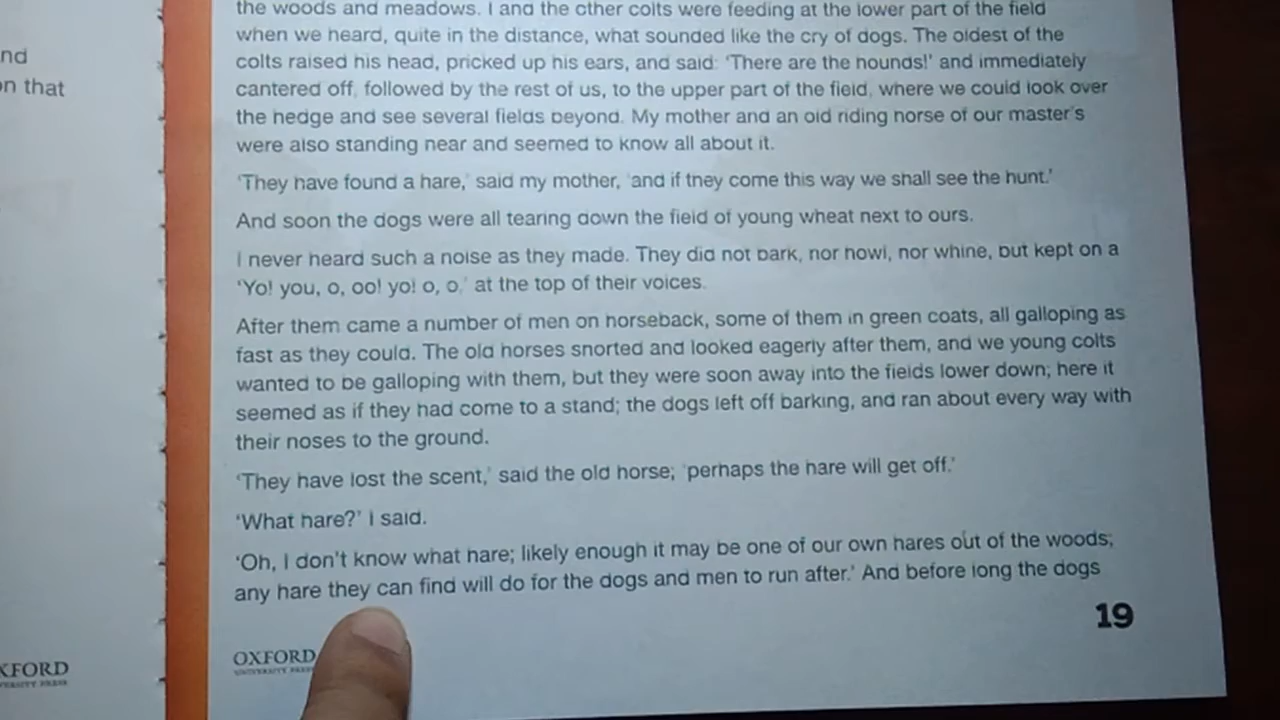 nd
on that
XFORD
VERSITY PRESS
the woods and meadows. I and the other colts were feeding at the lower part of the field
when we heard, quite in the distance, what sounded like the cry of dogs. The oldest of the
colts raised his head, pricked up his ears, and said: ‘There are the hounds!’ and immediately
cantered off, followed by the rest of us, to the upper part of the field, where we could look over
the hedge and see several fields beyond. My mother and an old riding horse of our master's
were also standing near and seemed to know all about it.
‘They have found a hare,’ said my mother, ‘and if they come this way we shall see the hunt.’
And soon the dogs were all tearing down the field of young wheat next to ours.
I never heard such a noise as they made. They did not bark, nor howl, nor whine, but kept on a
‘Yo! you, o, oo! yo! o, o,’ at the top of their voices.
After them came a number of men on horseback, some of them in green coats, all galloping as
fast as they could. The old horses snorted and looked eagerly after them, and we young colts
wanted to be galloping with them, but they were soon away into the fields lower down; here it
seemed as if they had come to a stand; the dogs left off barking, and ran about every way with
their noses to the ground.
‘They have lost the scent,’ said the old horse; ‘perhaps the hare will get off.’
‘What hare?’ I said.
‘Oh, I don't know what hare; likely enough it may be one of our own hares out of the woods;
any hare they can find will do for the dogs and men to run after.’ And before long the dogs
19
OXFORD
UNIVERSITY PRESS